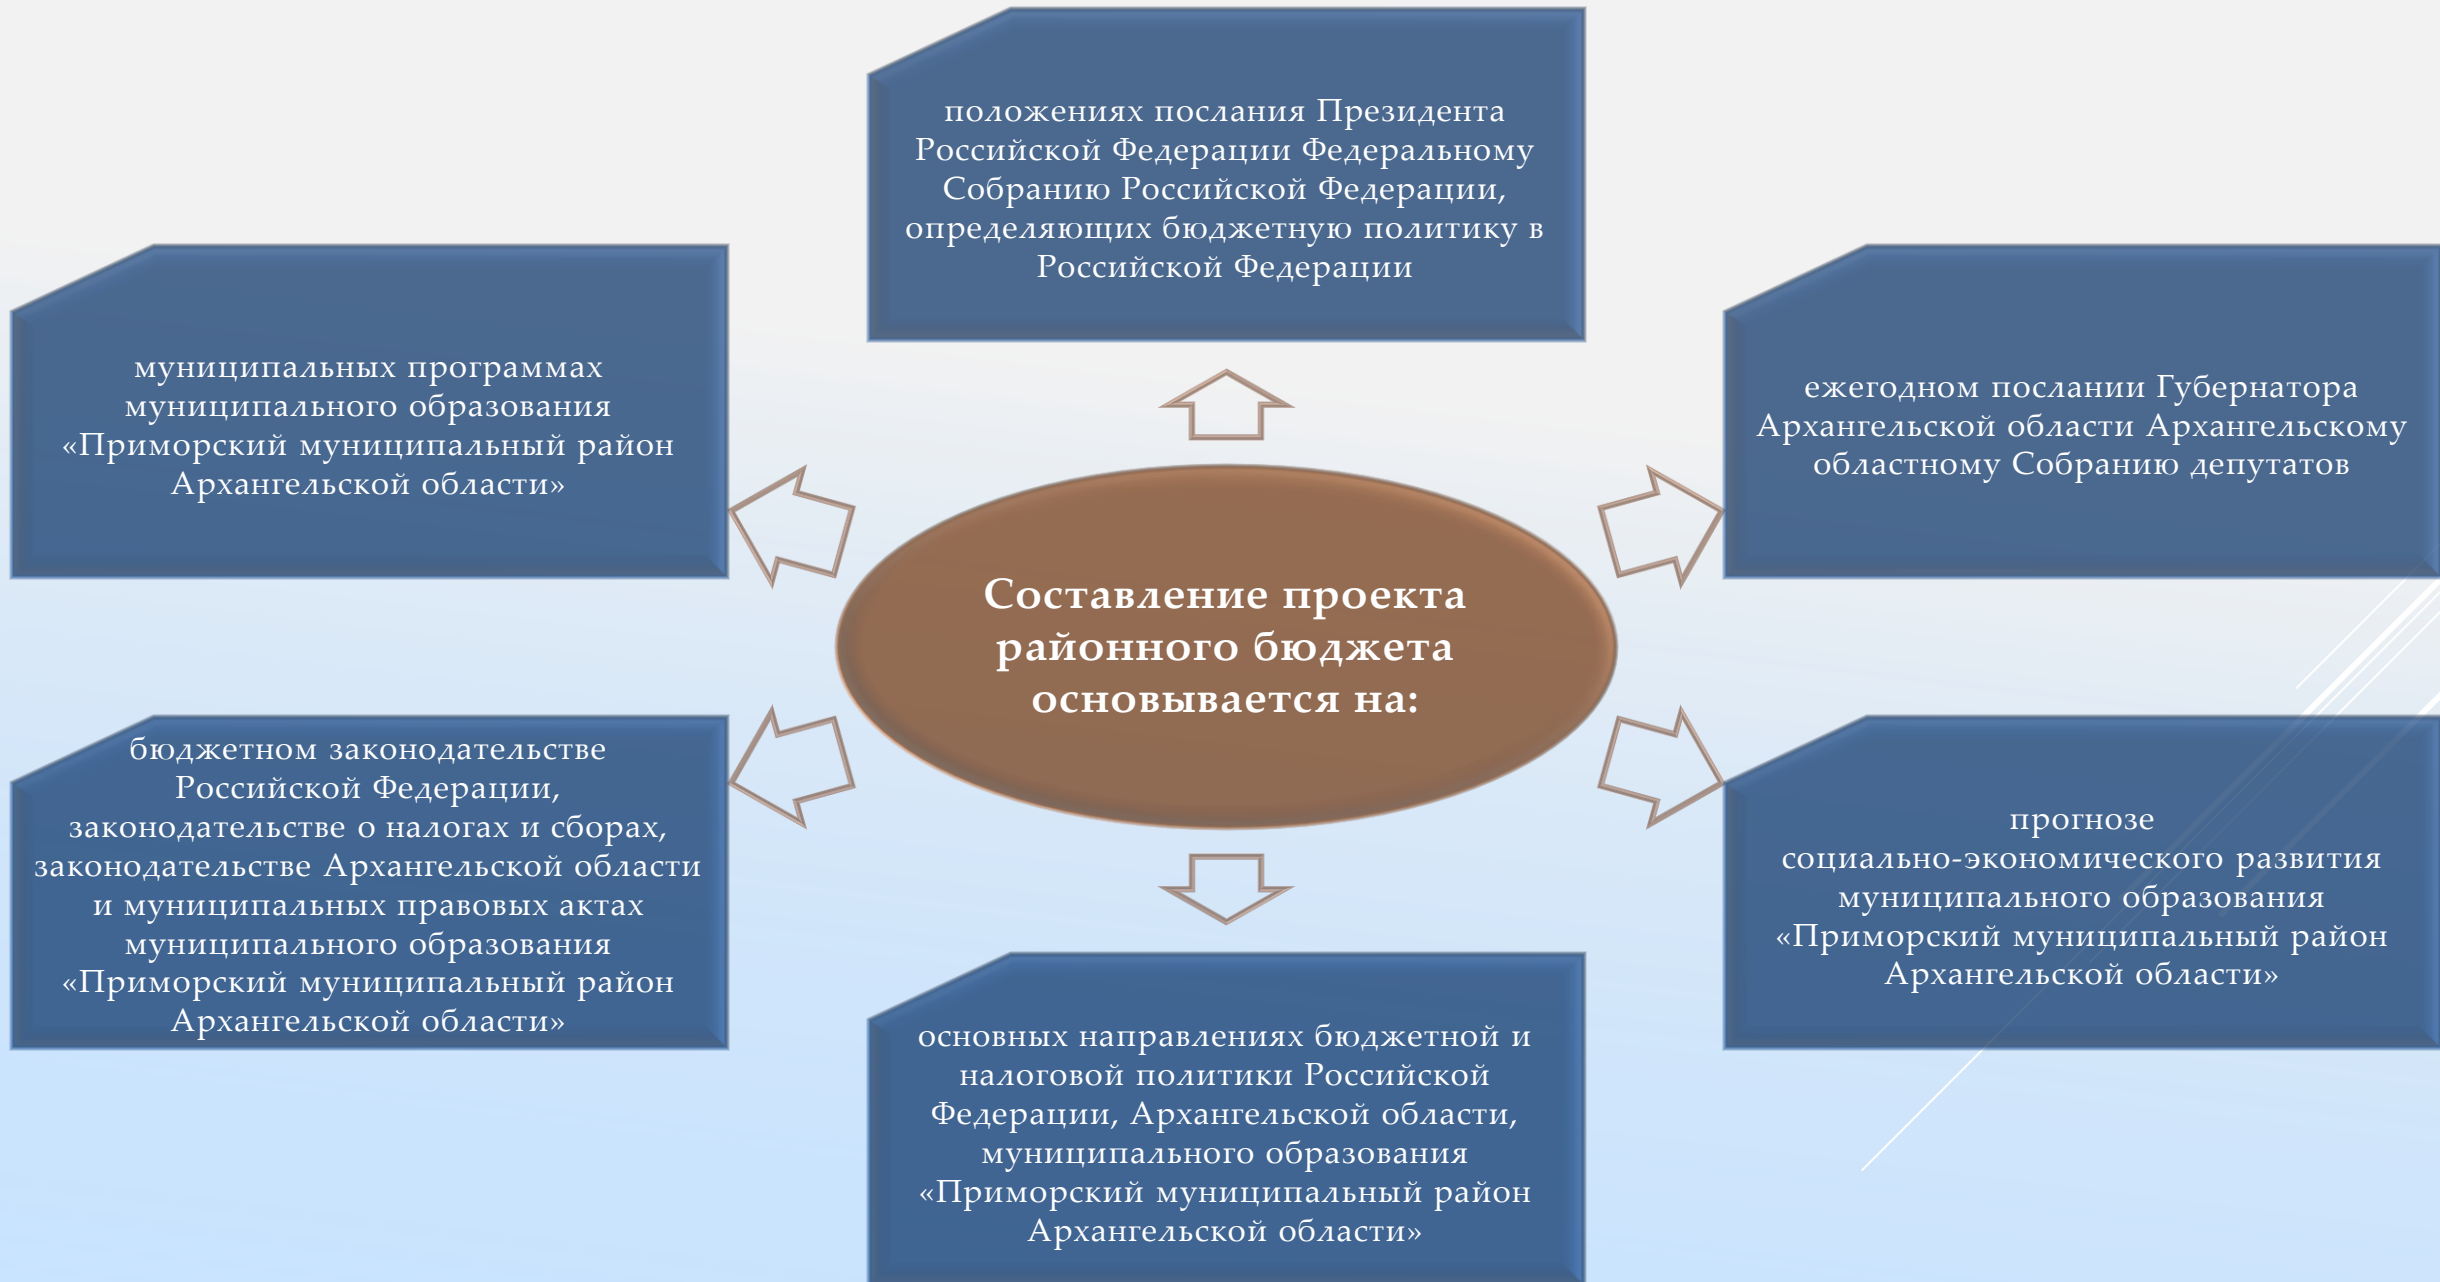 положениях послания Президента
Российской Федерации Федеральному
Собранию Российской Федерации,
определяющих бюджетную политику в
Российской Федерации
муниципальных программах
муниципального образования
«Приморский муниципальный район
Архангельской области»
ежегодном послании Губернатора
Архангельской области Архангельскому
областному Собранию депутатов
Составление проекта
районного бюджета
основывается на:
бюджетном законодательстве
Российской Федерации,
законодательстве о налогах и сборах,
законодательстве Архангельской области
и муниципальных правовых актах
муниципального образования
«Приморский муниципальный район
Архангельской области»
прогнозе
социально-экономического развития
муниципального образования
«Приморский муниципальный район
Архангельской области»
основных направлениях бюджетной и
налоговой политики Российской
Федерации, Архангельской области,
муниципального образования
«Приморский муниципальный район
Архангельской области»